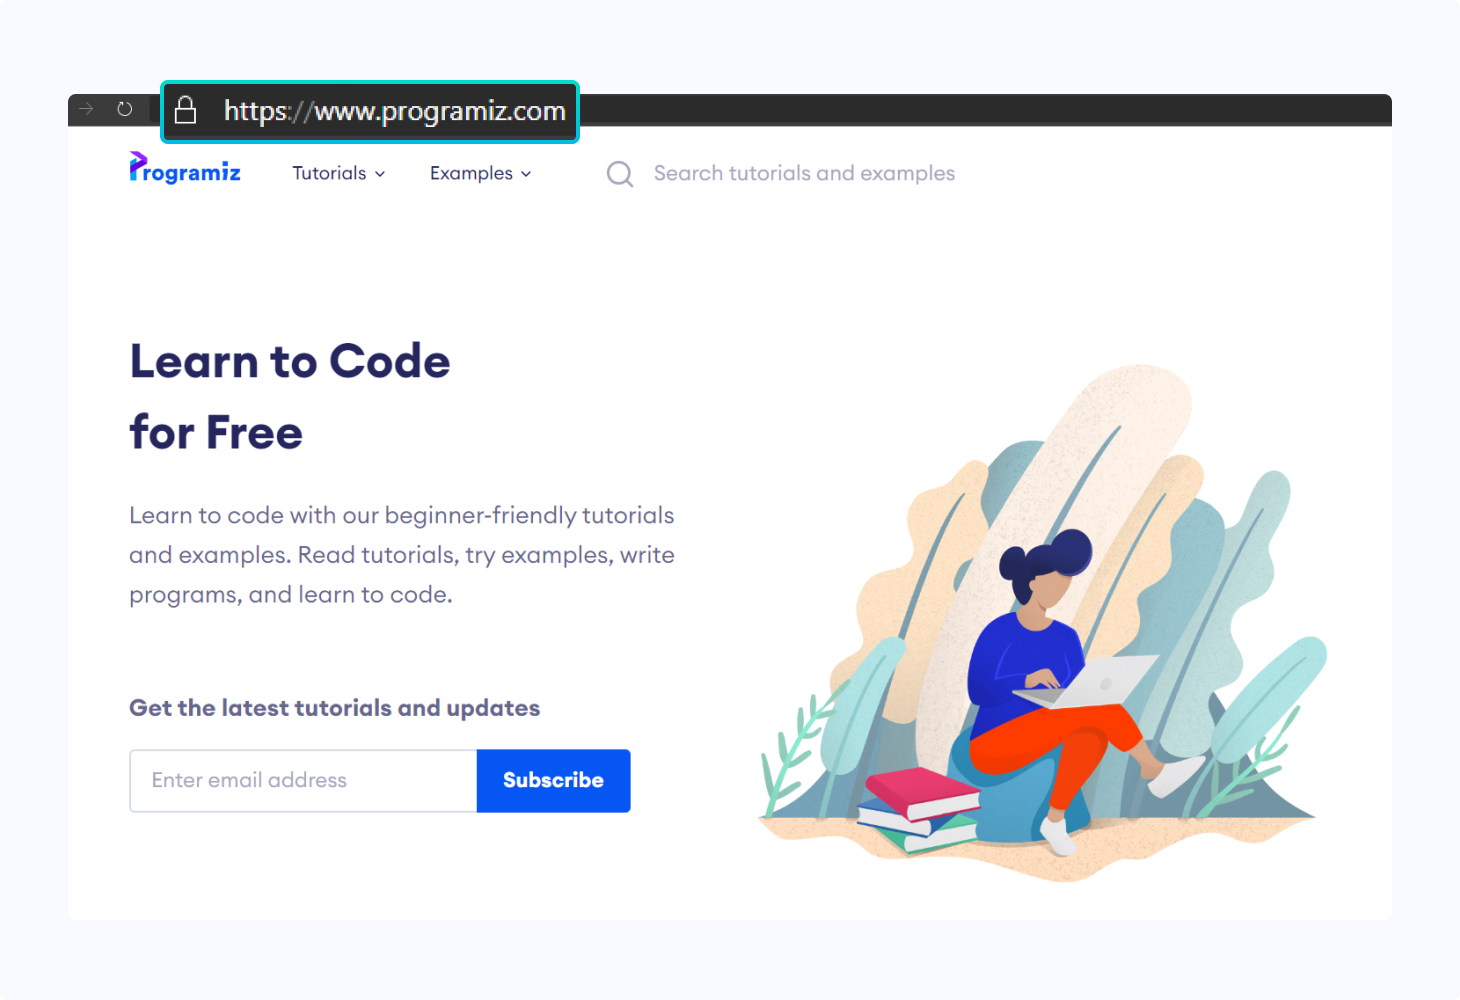 https://www.programiz.com
Programiz
Tutorials
Examples
Search tutorials and examples
Learn to Code
for Free
Learn to code with our beginner-friendly tutorials
and examples. Read tutorials, try examples, write
programs, and learn to code.
Get the latest tutorials and updates
Enter email address
Subscribe